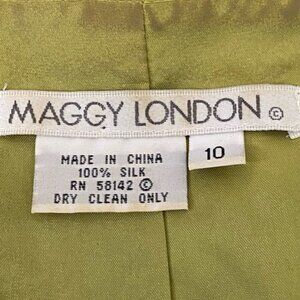 MAGGY LONDON ©
MADE IN CHINA
100% SILK
RN 58142 ©
DRY CLEAN ONLY
10